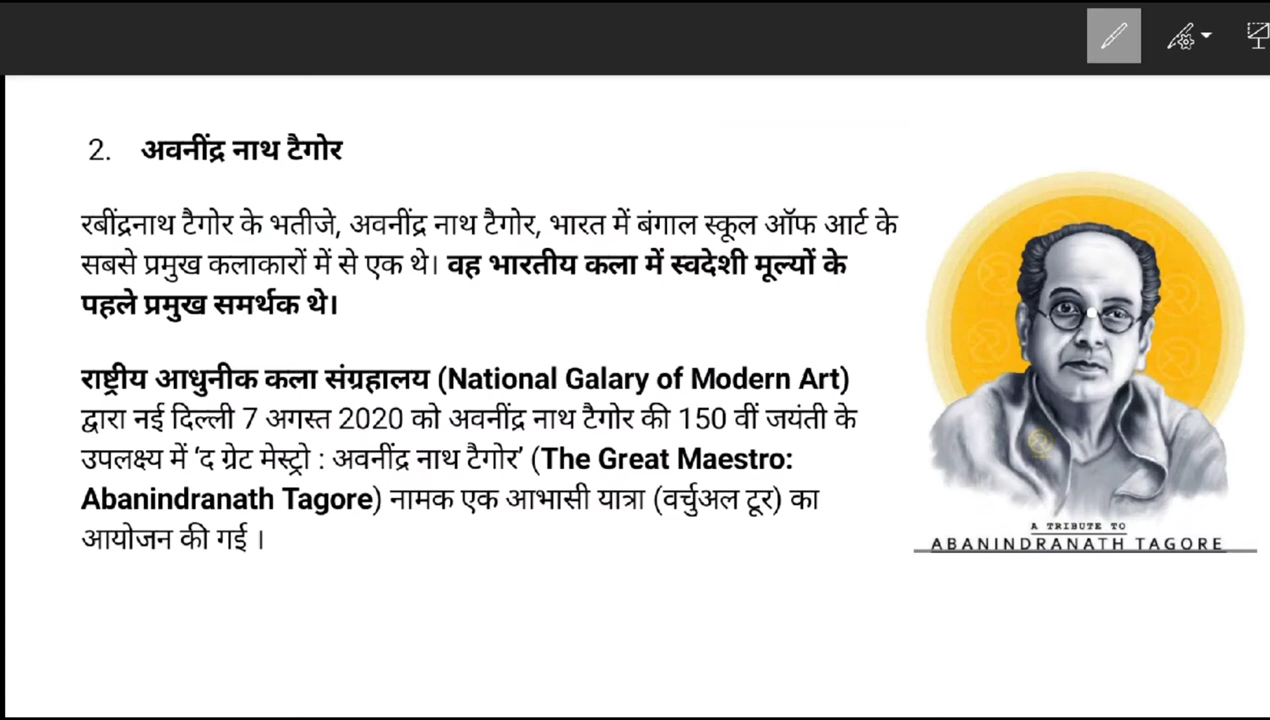 2. अवनींद्र नाथ टैगोर
रबींद्रनाथ टैगोर के भतीजे, अवनींद्र नाथ टैगोर, भारत में बंगाल स्कूल ऑफ आर्ट के
सबसे प्रमुख कलाकारों में से एक थे। वह भारतीय कला में स्वदेशी मूल्यों के
पहले प्रमुख समर्थक थे।
राष्ट्रीय आधुनीक कला संग्रहालय (National Galary of Modern Art)
द्वारा नई दिल्ली 7 अगस्त 2020 को अवनींद्र नाथ टैगोर की 150 वीं जयंती के
उपलक्ष्य में ‘द ग्रेट मेस्ट्रो : अवनींद्र नाथ टैगोर’ (The Great Maestro:
Abanindranath Tagore) नामक एक आभासी यात्रा (वर्चुअल टूर) का
आयोजन की गई ।
A TRIBUTE TO
ABANINDRANATH TAGORE